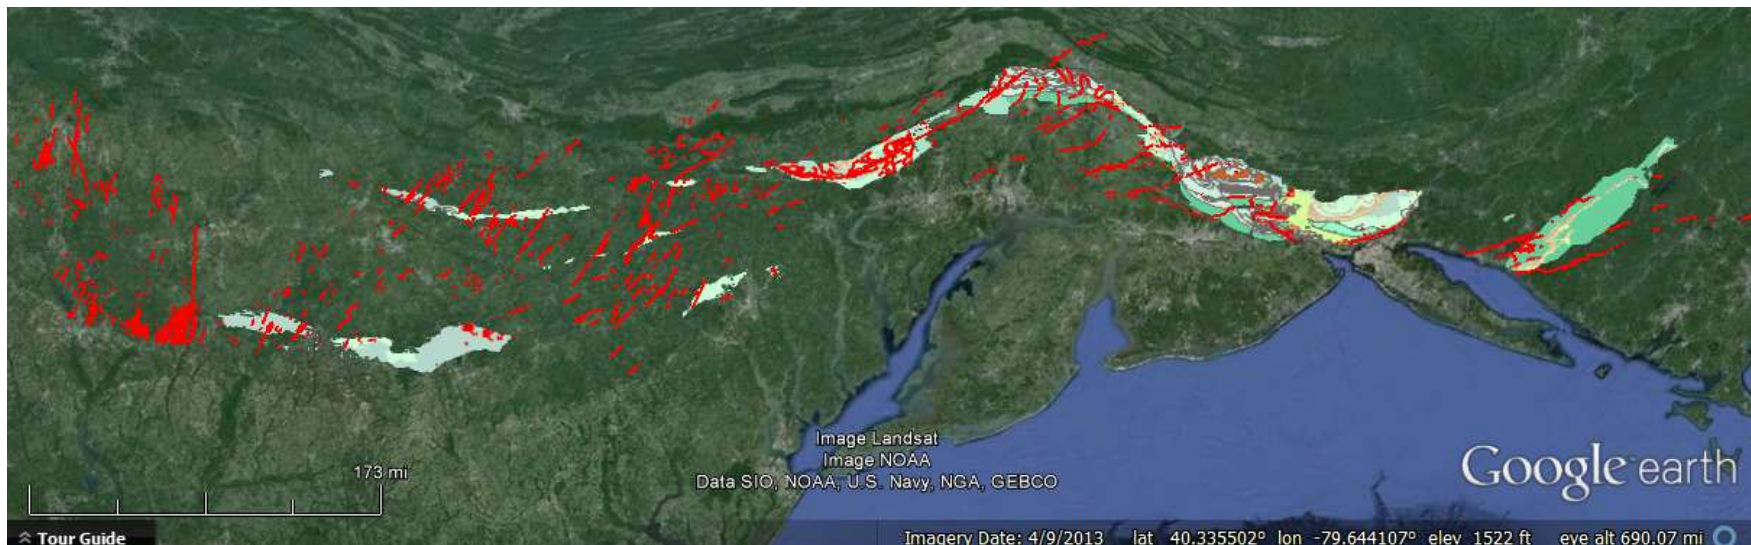 173 mi
Image Landsat
Image NOAA
Data SIO, NOAA, U.S. Navy, NGA, GEBCO
Google earth
Tour Guide
Imagery Date: 4/9/2013 lat 40.335502° lon -79.644107° elev 1522 ft eye alt 690.07 mi